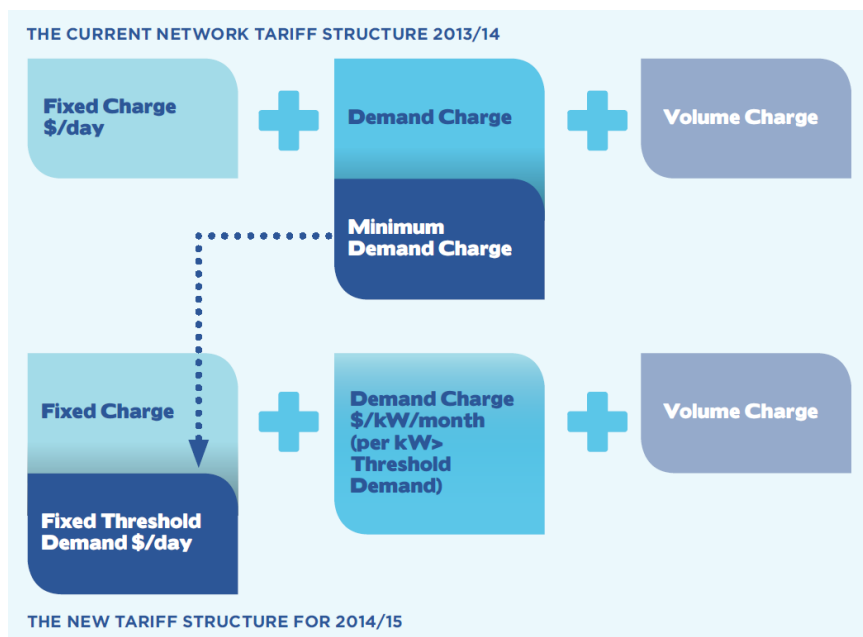 THE CURRENT NETWORK TARIFF STRUCTURE 2013/14
Fixed Charge
$/day
Demand Charge
Volume Charge
Minimum
Demand Charge
Fixed Charge
Demand Charge
$/kW/month
(per kW>
Threshold
Demand)
Volume Charge
Fixed Threshold
Demand $/day
THE NEW TARIFF STRUCTURE FOR 2014/15